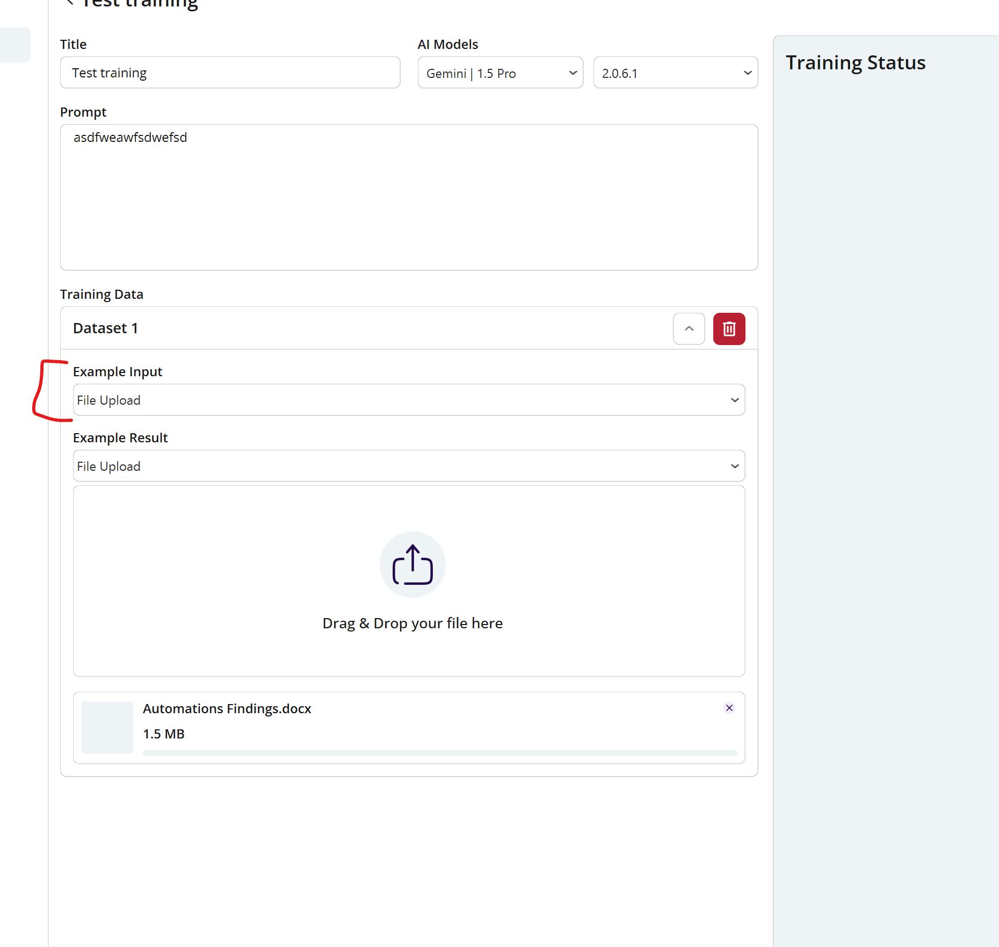 Test training
Title
AI Models
Test training
Gemini | 1.5 Pro
2.0.6.1
Training Status
Prompt
asdfweawfsdwefsd
Training Data
Dataset 1
Example Input
File Upload
Example Result
File Upload
Drag & Drop your file here
Automations Findings.docx
1.5 MB